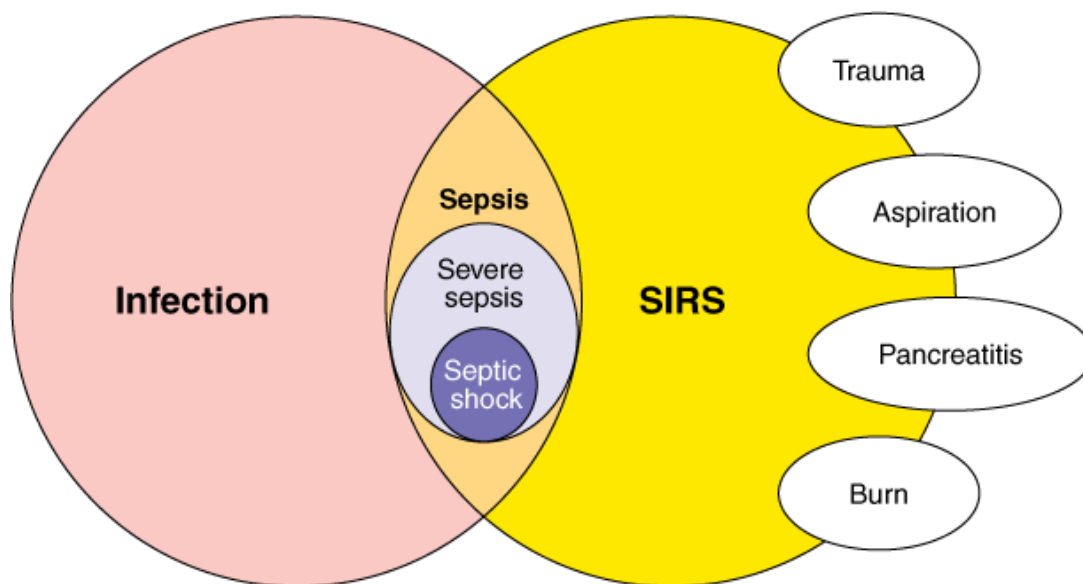 Trauma
Sepsis
Aspiration
Severe
sepsis
Infection
SIRS
Pancreatitis
Septic
shock
Burn